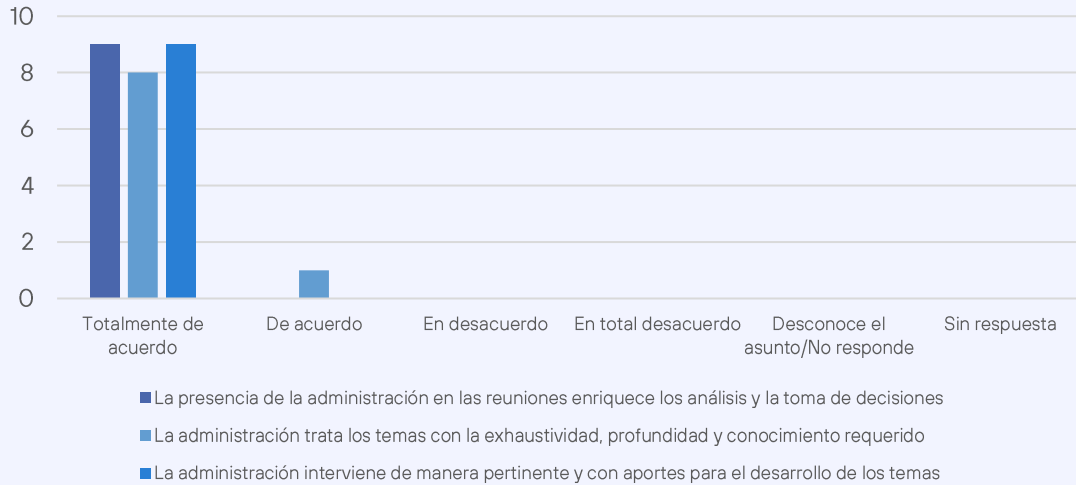 10
8
6
4
2
0
Totalmente de
acuerdo
De acuerdo
En desacuerdo
En total desacuerdo
Desconoce el
asunto/No responde
Sin respuesta
La presencia de la administración en las reuniones enriquece los análisis y la toma de decisiones
La administración trata los temas con la exhaustividad, profundidad y conocimiento requerido
La administración interviene de manera pertinente y con aportes para el desarrollo de los temas